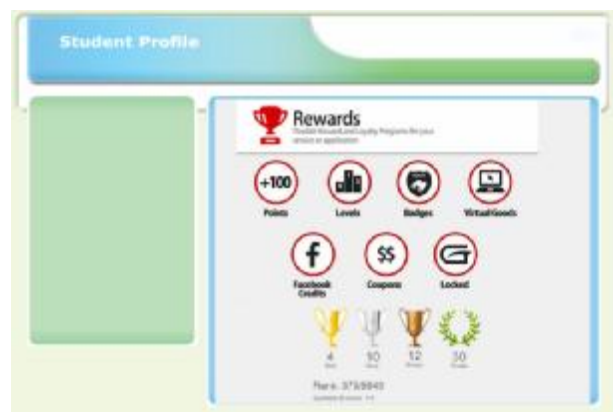 Student Profile
Rewards
+100
Points
Levels
Badges
Virtual Goods
f
$$
Facebook
Credits
Coupons
Locked
4
10
12
30